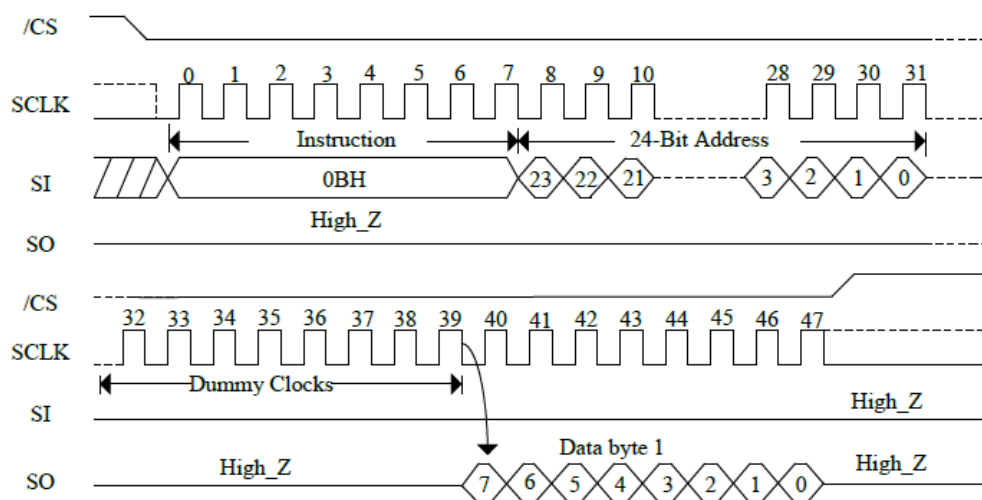 /CS
0 1 2 3 4 5 6 7 8 9 10 28 29 30 31
SCLK
Instruction 24-Bit Address
SI 0BH 23 22 21 3 2 1 0
High_Z
SO
/CS
32 33 34 35 36 37 38 39 40 41 42 43 44 45 46 47
SCLK
Dummy Clocks
SI High_Z
Data byte 1
SO High_Z 7 6 5 4 3 2 1 0 High_Z